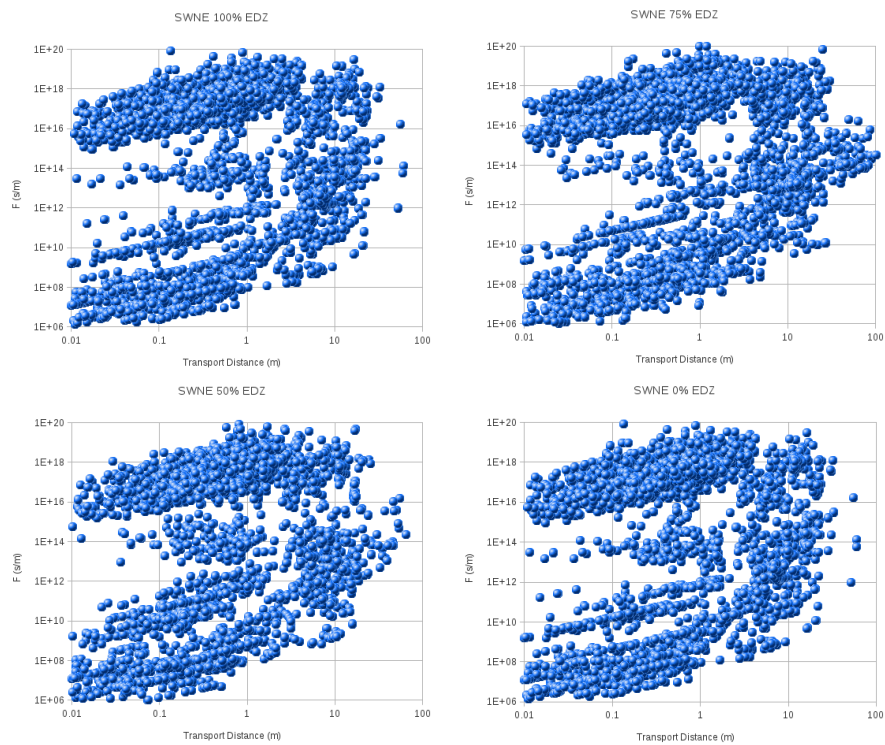 SWNE 100% EDZ
1E+20
1E+18
1E+16
1E+14
1E+12
1E+10
1E+08
1E+06
F (s/m)
0.01 0.1 1 10 100
Transport Distance (m)
SWNE 75% EDZ
1E+20
1E+18
1E+16
1E+14
1E+12
1E+10
1E+08
1E+06
F (s/m)
0.01 0.1 1 10 100
Transport Distance (m)
SWNE 50% EDZ
1E+20
1E+18
1E+16
1E+14
1E+12
1E+10
1E+08
1E+06
F (s/m)
0.01 0.1 1 10 100
Transport Distance (m)
SWNE 0% EDZ
1E+20
1E+18
1E+16
1E+14
1E+12
1E+10
1E+08
1E+06
F (s/m)
0.01 0.1 1 10 100
Transport Distance (m)